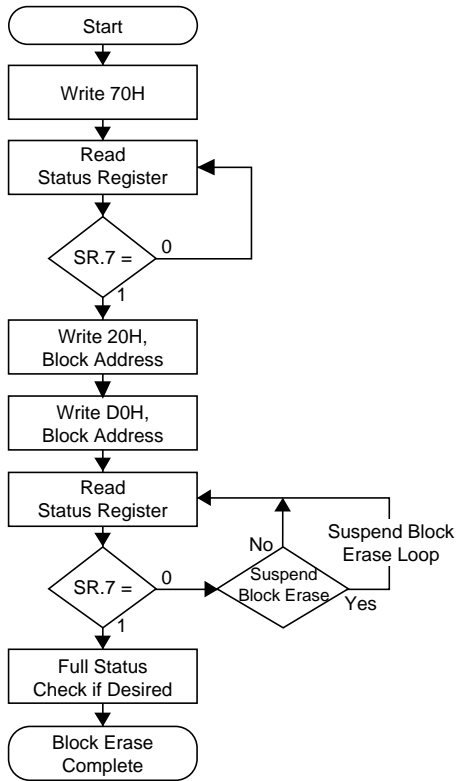 Start
Write 70H
Read
Status Register
SR.7 =
0
1
Write 20H,
Block Address
Write D0H,
Block Address
Read
Status Register
No
Suspend Block
Erase Loop
SR.7 =
0
Suspend
Block Erase
Yes
1
Full Status
Check if Desired
Block Erase
Complete